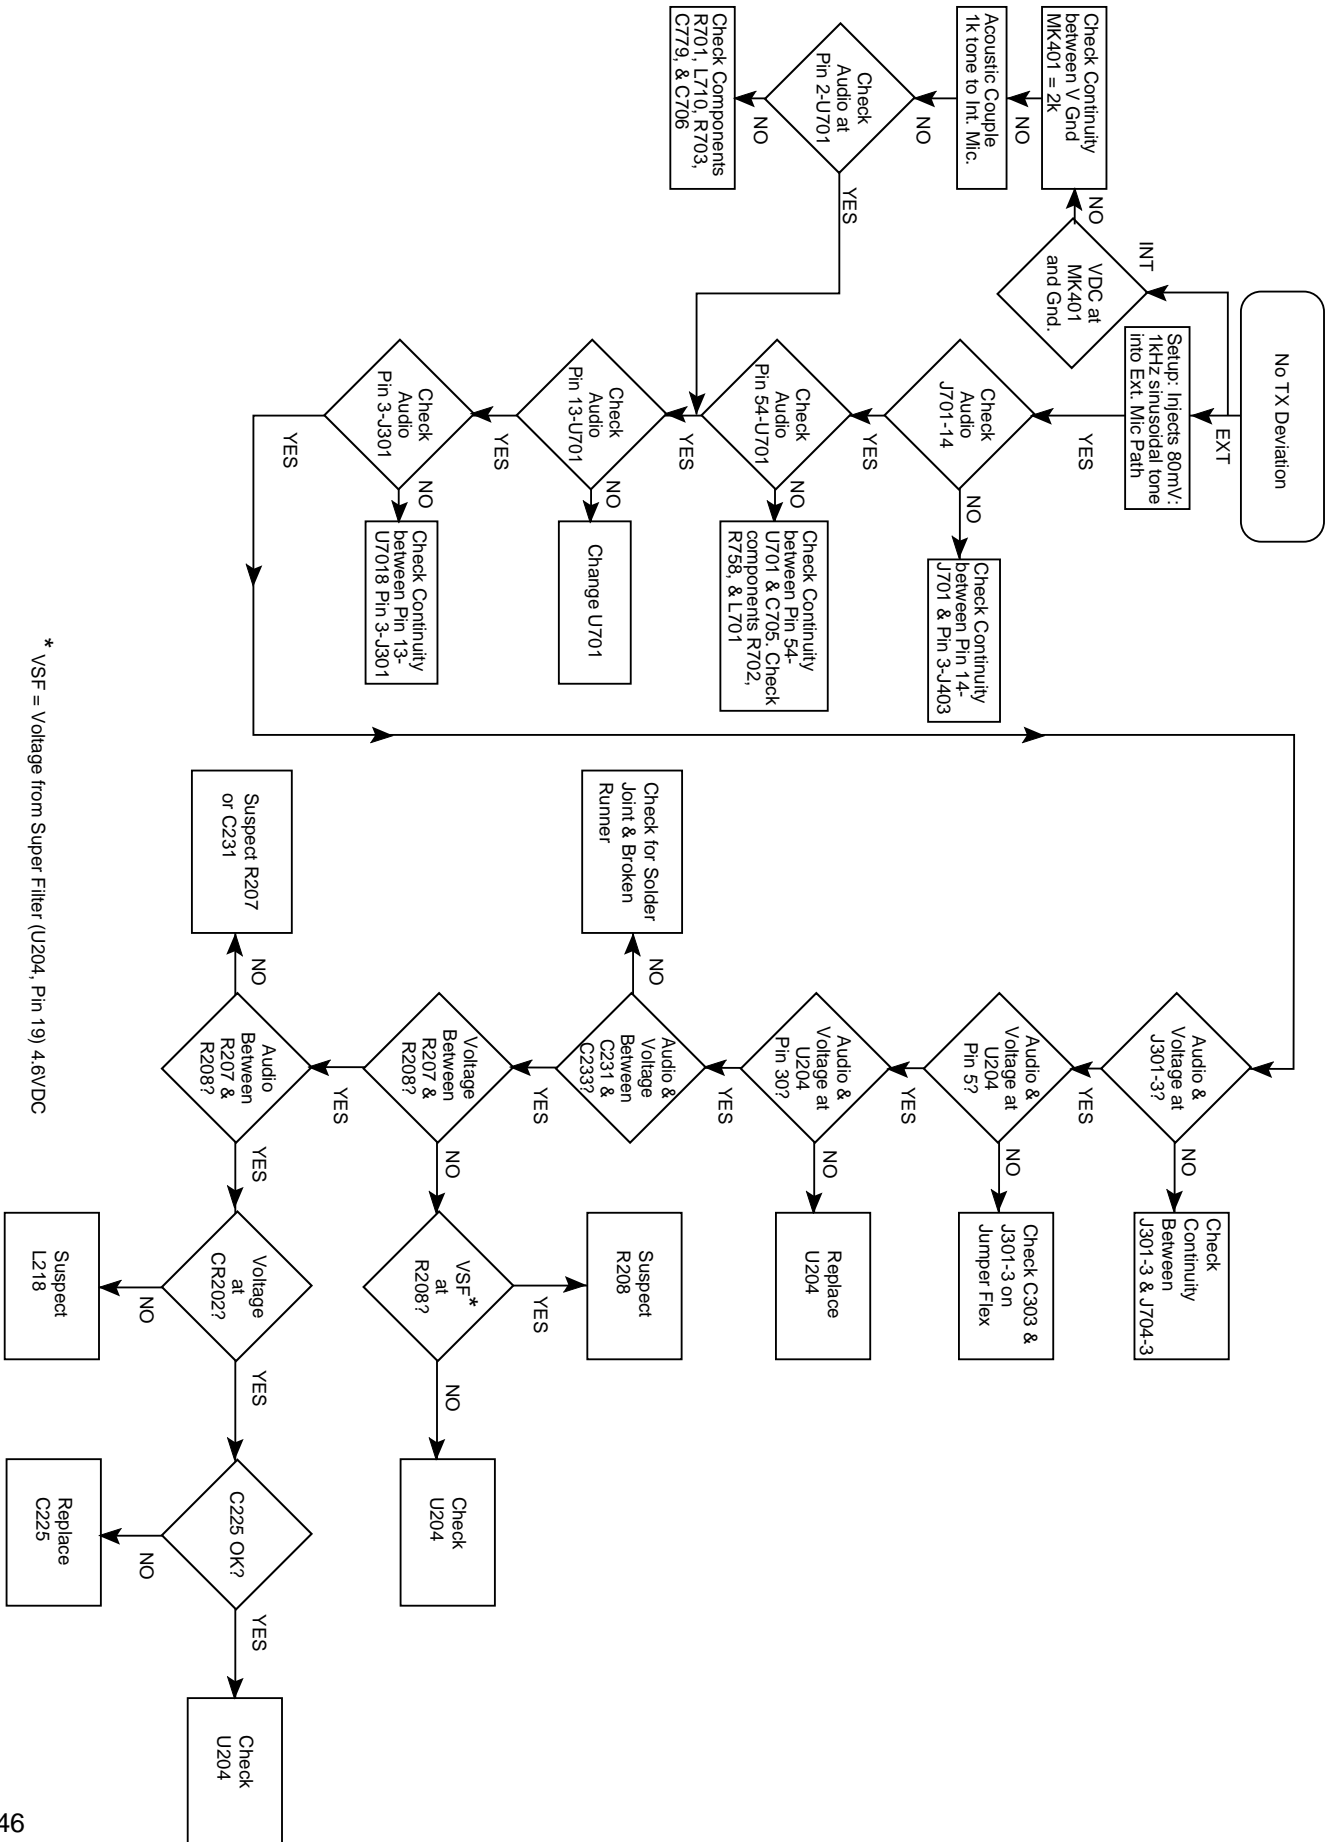 No TX Deviation
INT
EXT
VDC at
MK401
and Gnd.
NO
Check Continuity
between V Gnd
MK401 = 2k
NO
Acoustic Couple
1k tone to Int. Mic.
NO
Check
Audio at
Pin 2-U701
NO
Check Components
R701, L710, R703,
C779, & C706
YES
Setup: Injects 80mV:
1kHz sinusoidal tone
into Ext. Mic Path
YES
Check
Audio
J701-14
NO
Check Continuity
between Pin 14-
J701 & Pin 3-J403
YES
Check
Audio
Pin 54-U701
NO
Check Continuity
between Pin 54-
U701 & C705. Check
components R702,
R758, & L701
YES
Check
Audio
Pin 13-U701
NO
Change U701
YES
Check
Audio
Pin 3-J301
NO
Check Continuity
between Pin 13-
U7018 Pin 3-J301
YES
Audio &
Voltage at
J301-3?
NO
Check
Continuity
Between
J301-3 & J704-3
YES
Audio &
Voltage at
U204
Pin 5?
NO
Check C303 &
J301-3 on
Jumper Flex
YES
Audio &
Voltage at
U204
Pin 30?
NO
Replace
U204
YES
Audio &
Voltage
Between
C231 &
C233?
NO
Check for Solder
Joint & Broken
Runner
YES
Voltage
Between
R207 &
R208?
NO
VSF*
at
R208?
YES
Suspect
R208
NO
Check
U204
YES
Audio
Between
R207 &
R208?
NO
Suspect R207
or C231
YES
Voltage
at
CR202?
NO
Suspect
L218
YES
C225 OK?
NO
Replace
C225
YES
Check
U204
* VSF = Voltage from Super Filter (U204, Pin 19) 4.6VDC
46